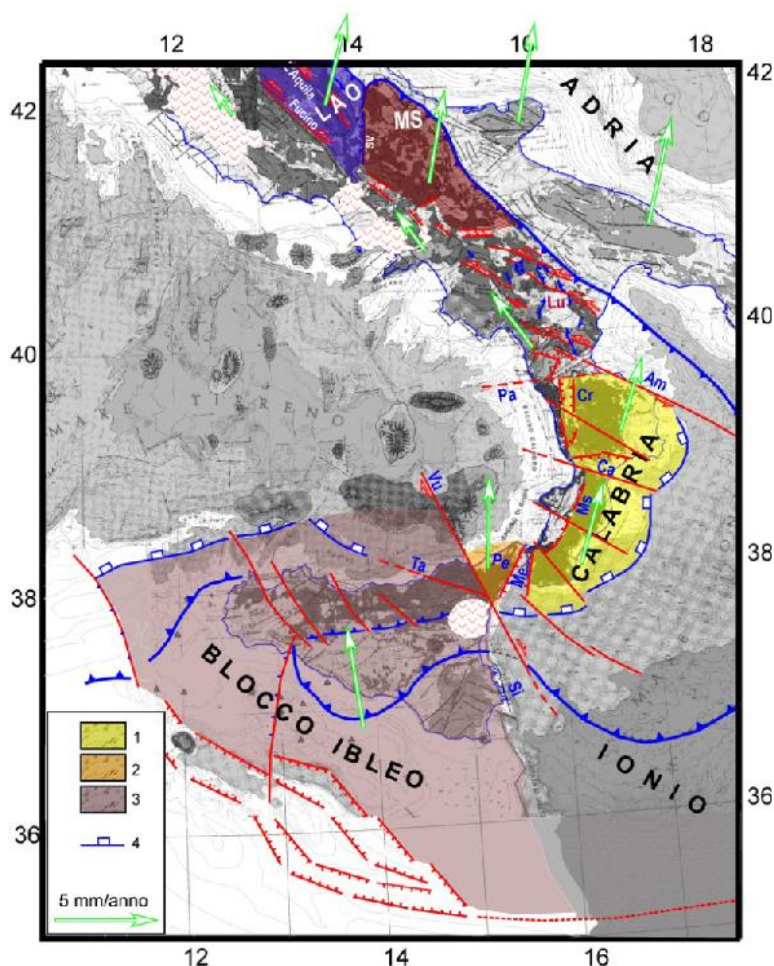 12 14 16 18
42 42
L'Aquila
Fucino
LAO
SV
MS
ADRIA
Lu
40 40
MARE TIRRENO
Pa
Cr
Am
Ca
CALABRIA
Vu
Ms
Ta
Pe
Me
38 38
BLOCCO IBLEO
SI
IONIO
1
2
3
4
5 mm/anno
36 36
12 14 16